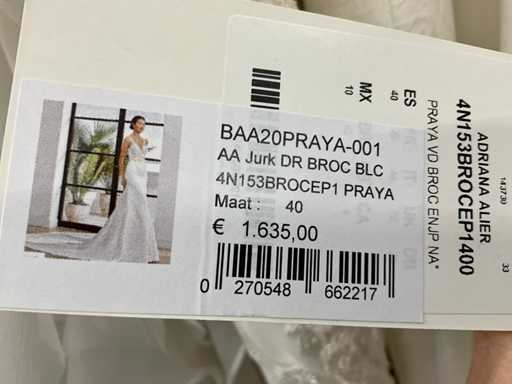 BAA20PRAYA-001
AA Jurk DR BROC BLC
4N153BROCEP1 PRAYA
Maat : 40
€ 1.635,00
0 270548 662217
ES
40
MX
10
143730
33
ADRIANA ALIER
4N153BROCEP1400
PRAYA VD BROC ENJP NA*